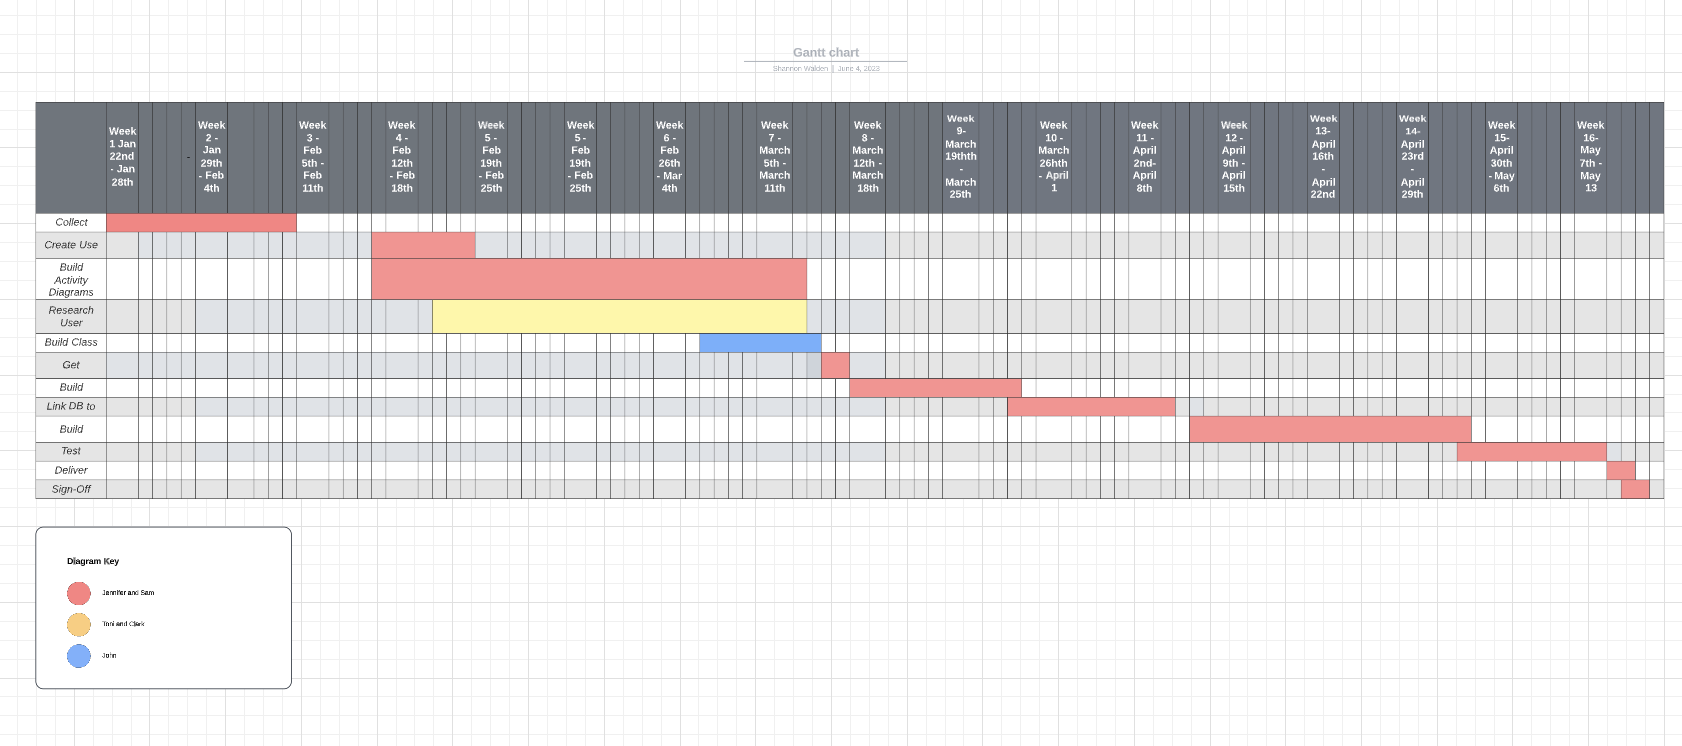 Gantt chart
Shannon Walden | June 4, 2023
Week
1 Jan
22nd
- Jan
28th
-
Week
2 -
Jan
29th
- Feb
4th
Week
3 -
Feb
5th -
Feb
11th
Week
4 -
Feb
12th
- Feb
18th
Week
5 -
Feb
19th
- Feb
25th
Week
5 -
Feb
19th
- Feb
25th
Week
6 -
Feb
26th
- Mar
4th
Week
7 -
March
5th -
March
11th
Week
8 -
March
12th -
March
18th
Week
9-
March
19thth
-
March
25th
Week
10 -
March
26hth
- April
1
Week
11 -
April
2nd-
April
8th
Week
12 -
April
9th -
April
15th
Week
13-
April
16th
-
April
22nd
Week
14-
April
23rd
-
April
29th
Week
15-
April
30th
- May
6th
Week
16-
May
7th -
May
13
Collect
Create Use
Build
Activity
Diagrams
Research
User
Build Class
Get
Build
Link DB to
Build
Test
Deliver
Sign-Off
Diagram Key
Jennifer and Sam
Toni and Clark
John